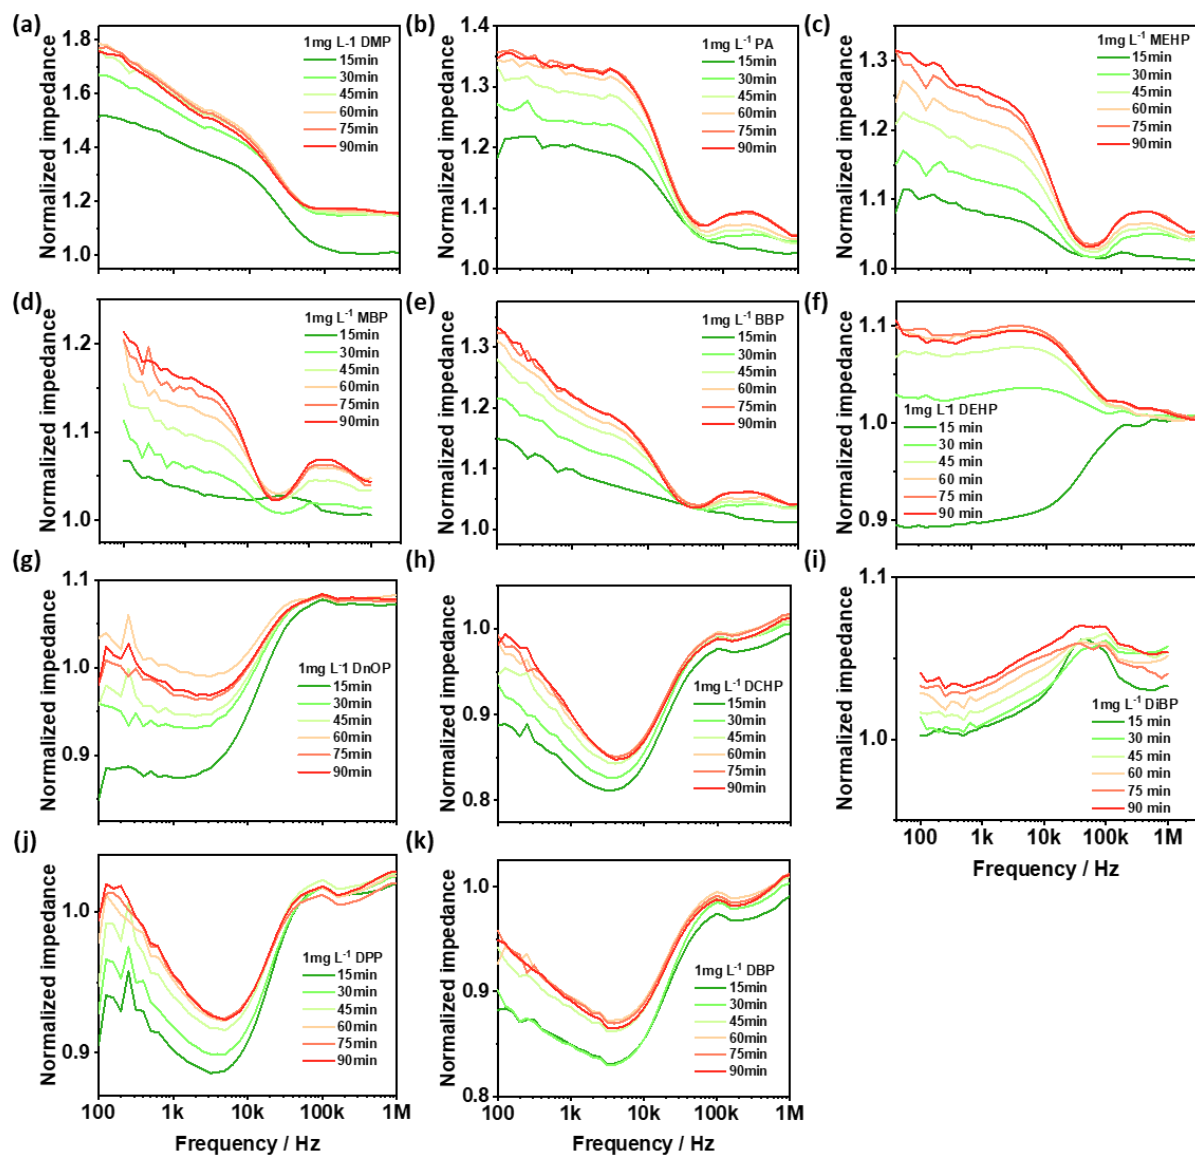 (a)
Normalized impedance
1.8
1.6
1.4
1.2
1.0
1mg L-1 DMP
15min
30min
45min
60min
75min
90min
(b)
Normalized impedance
1.4
1.3
1.2
1.1
1.0
1mg L⁻¹ PA
15min
30min
45min
60min
75min
90min
(c)
Normalized impedance
1.3
1.2
1.1
1.0
1mg L⁻¹ MEHP
15min
30min
45min
60min
75min
90min
(d)
Normalized impedance
1.2
1.1
1.0
1mg L⁻¹ MBP
15min
30min
45min
60min
75min
90min
(e)
Normalized impedance
1.3
1.2
1.1
1.0
1mg L⁻¹ BBP
15min
30min
45min
60min
75min
90min
(f)
Normalized impedance
1.1
1.0
0.9
1mg L⁻¹ DEHP
15 min
30 min
45 min
60 min
75 min
90 min
(g)
Normalized impedance
1.1
1.0
0.9
1mg L⁻¹ DnOP
15min
30min
45min
60min
75min
90min
(h)
Normalized impedance
1.0
0.9
0.8
1mg L⁻¹ DCHP
15min
30min
45min
60min
75min
90min
(i)
Normalized impedance
1.1
1.0
1mg L⁻¹ DiBP
15 min
30 min
45 min
60 min
75 min
90 min
100 1k 10k 100k 1M
Frequency / Hz
(j)
Normalized impedance
1.0
0.9
1mg L⁻¹ DPP
15min
30min
45min
60min
75min
90min
100 1k 10k 100k 1M
Frequency / Hz
(k)
Normalized impedance
1.0
0.9
0.8
1mg L⁻¹ DBP
15min
30min
45min
60min
75min
90min
100 1k 10k 100k 1M
Frequency / Hz